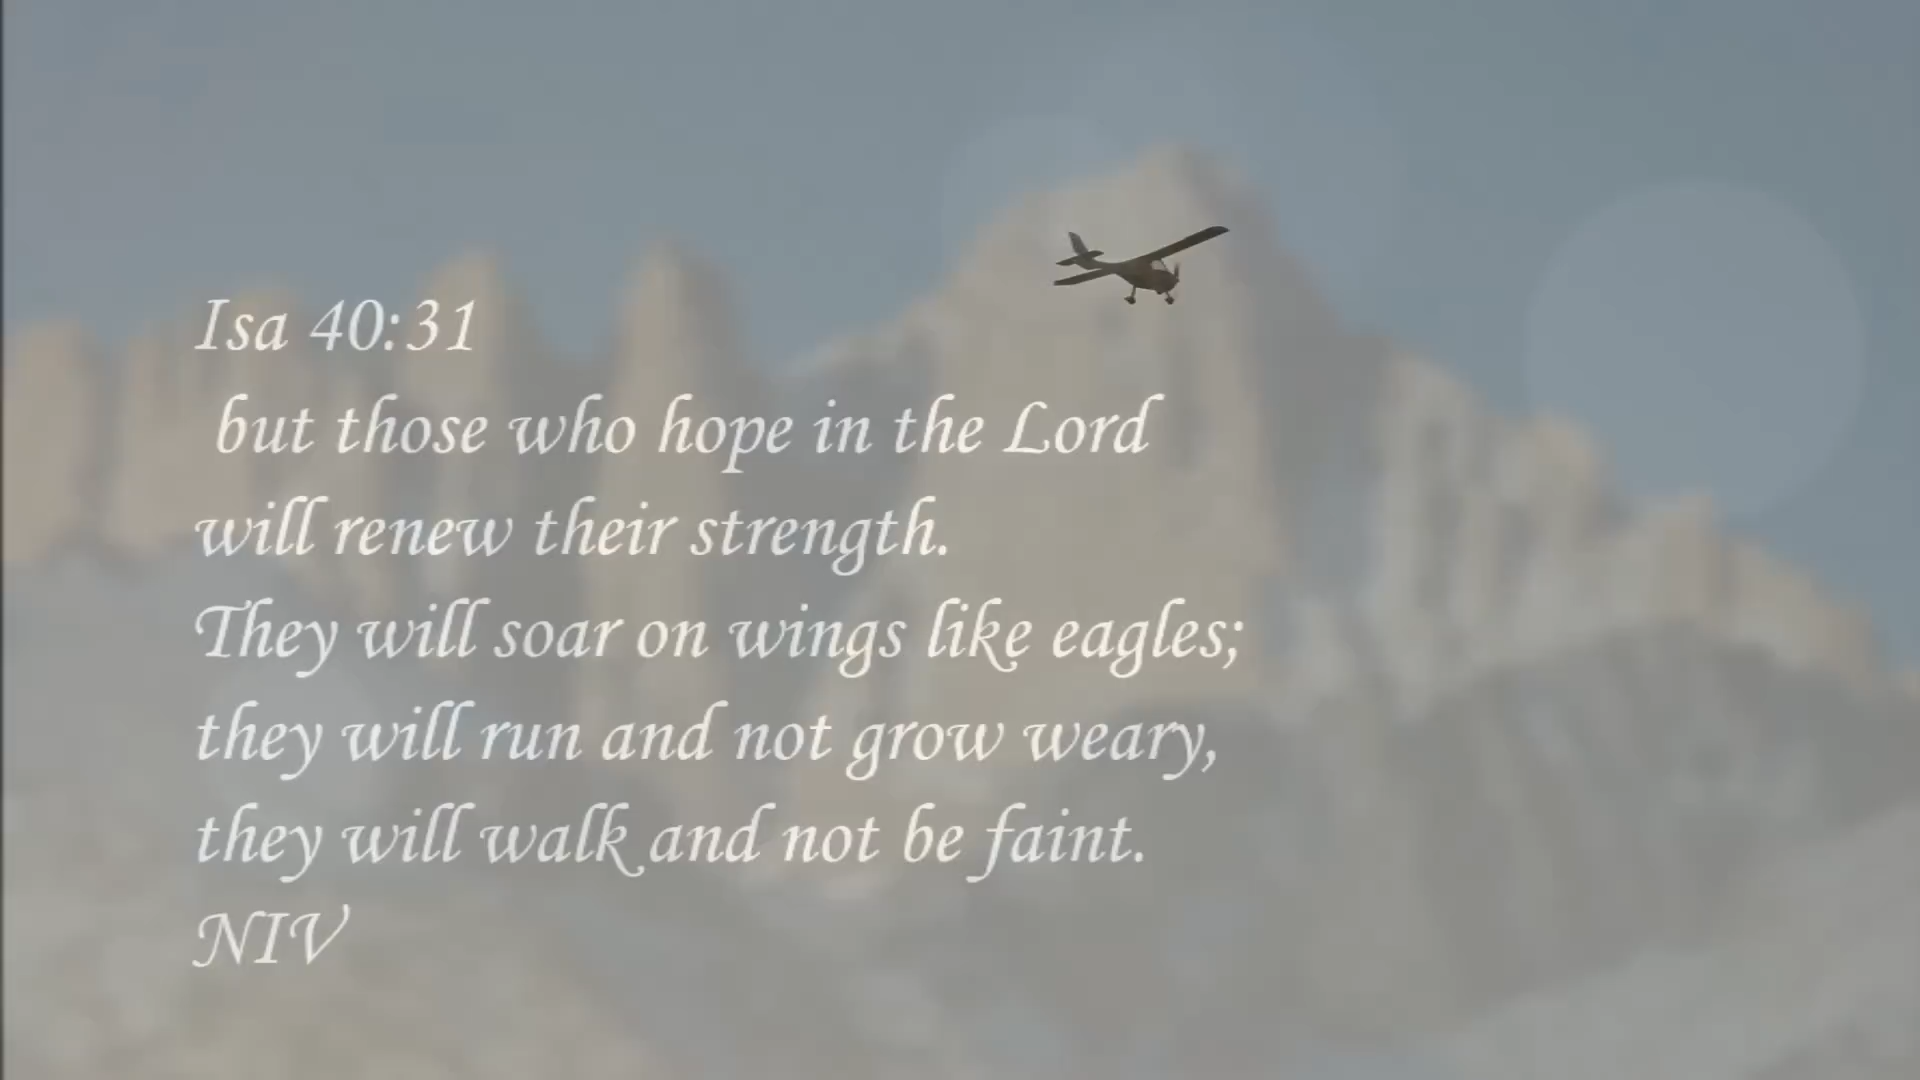 Isa 40:31
but those who hope in the Lord
will renew their strength.
They will soar on wings like eagles;
they will run and not grow weary,
they will walk and not be faint.
NIV